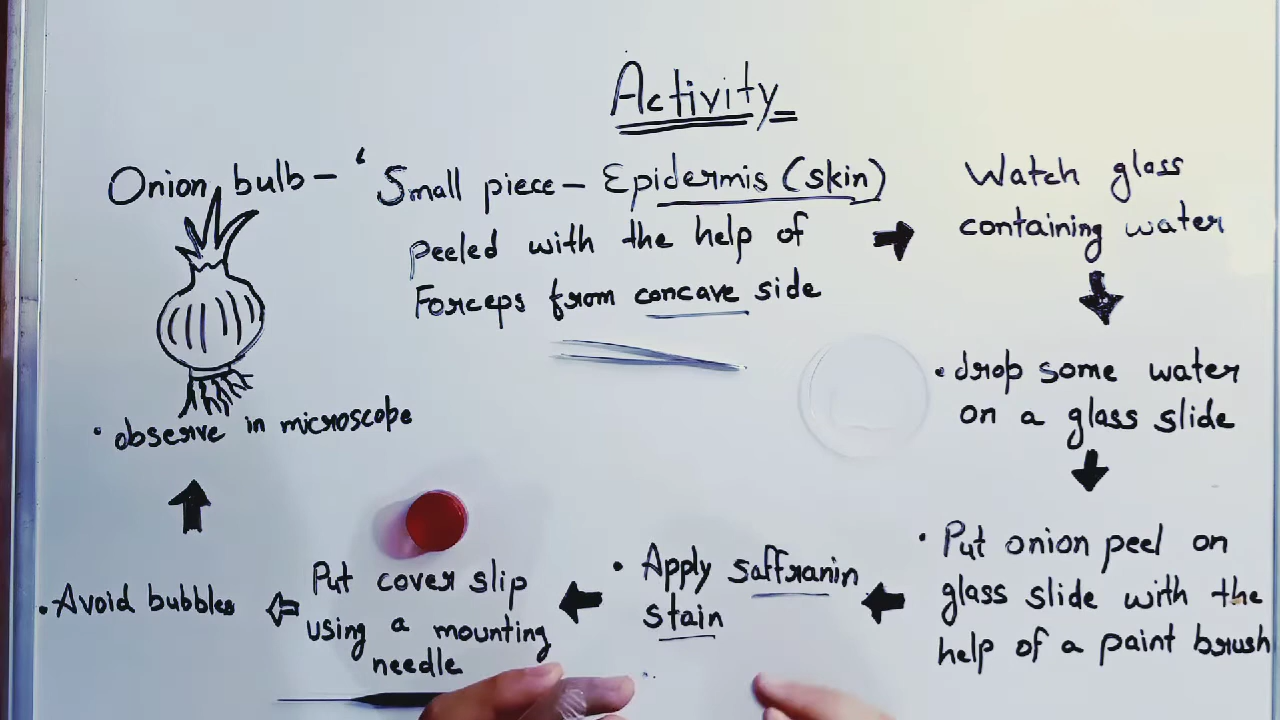 Activity
Onion bulb - ‘ Small piece - Epidermis (skin)
peeled with the help of
Forceps from concave side
Watch glass
containing water
• drop some water
on a glass slide
• Put onion peel on
glass slide with the
help of a paint brush
• Apply saffranin
stain
Put cover slip
using a mounting
needle
• Avoid bubbles
• observe in microscope